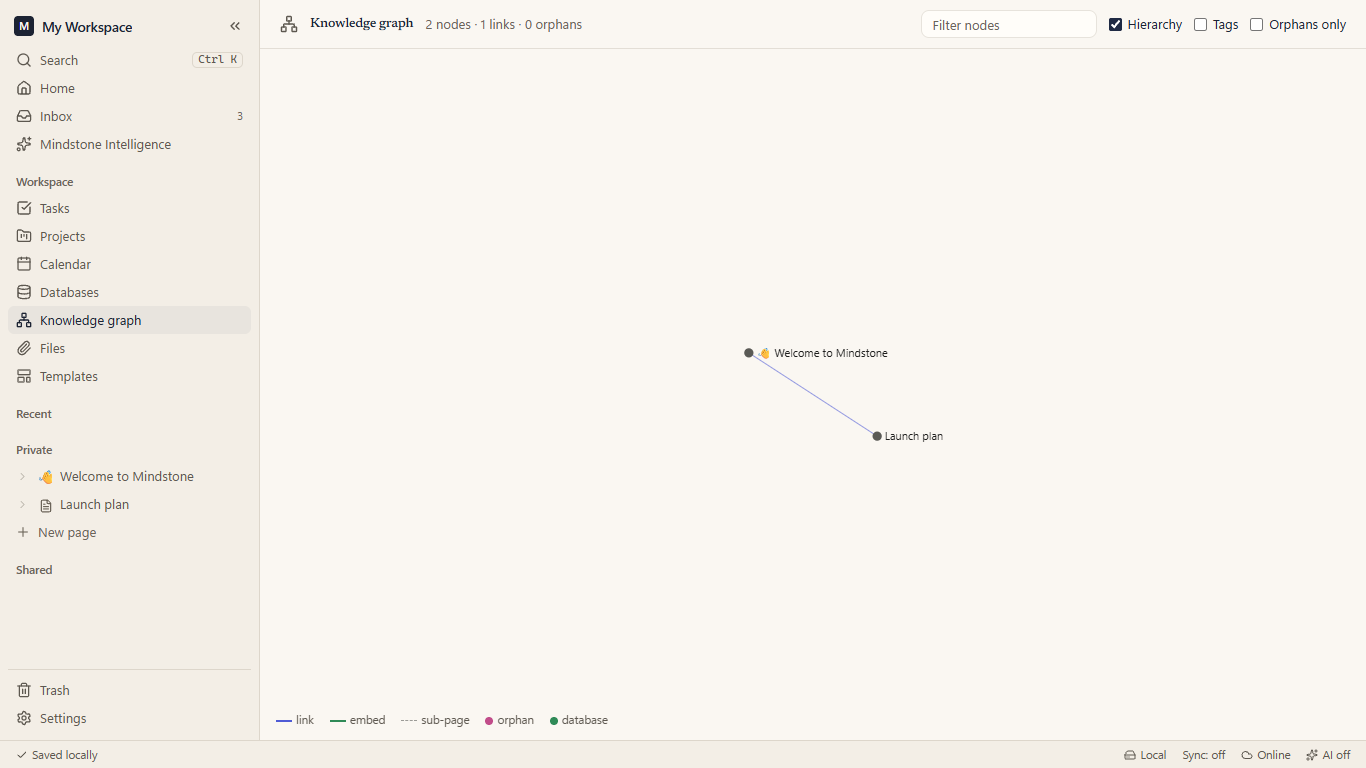 M My Workspace
Search Ctrl K
Home
Inbox 3
Mindstone Intelligence
Workspace
Tasks
Projects
Calendar
Databases
Knowledge graph
Files
Templates
Recent
Private
Welcome to Mindstone
Launch plan
New page
Shared
Trash
Settings
Knowledge graph 2 nodes · 1 links · 0 orphans Filter nodes Hierarchy Tags Orphans only
Welcome to Mindstone
Launch plan
link embed sub-page orphan database
Saved locally Local Sync: off Online AI off